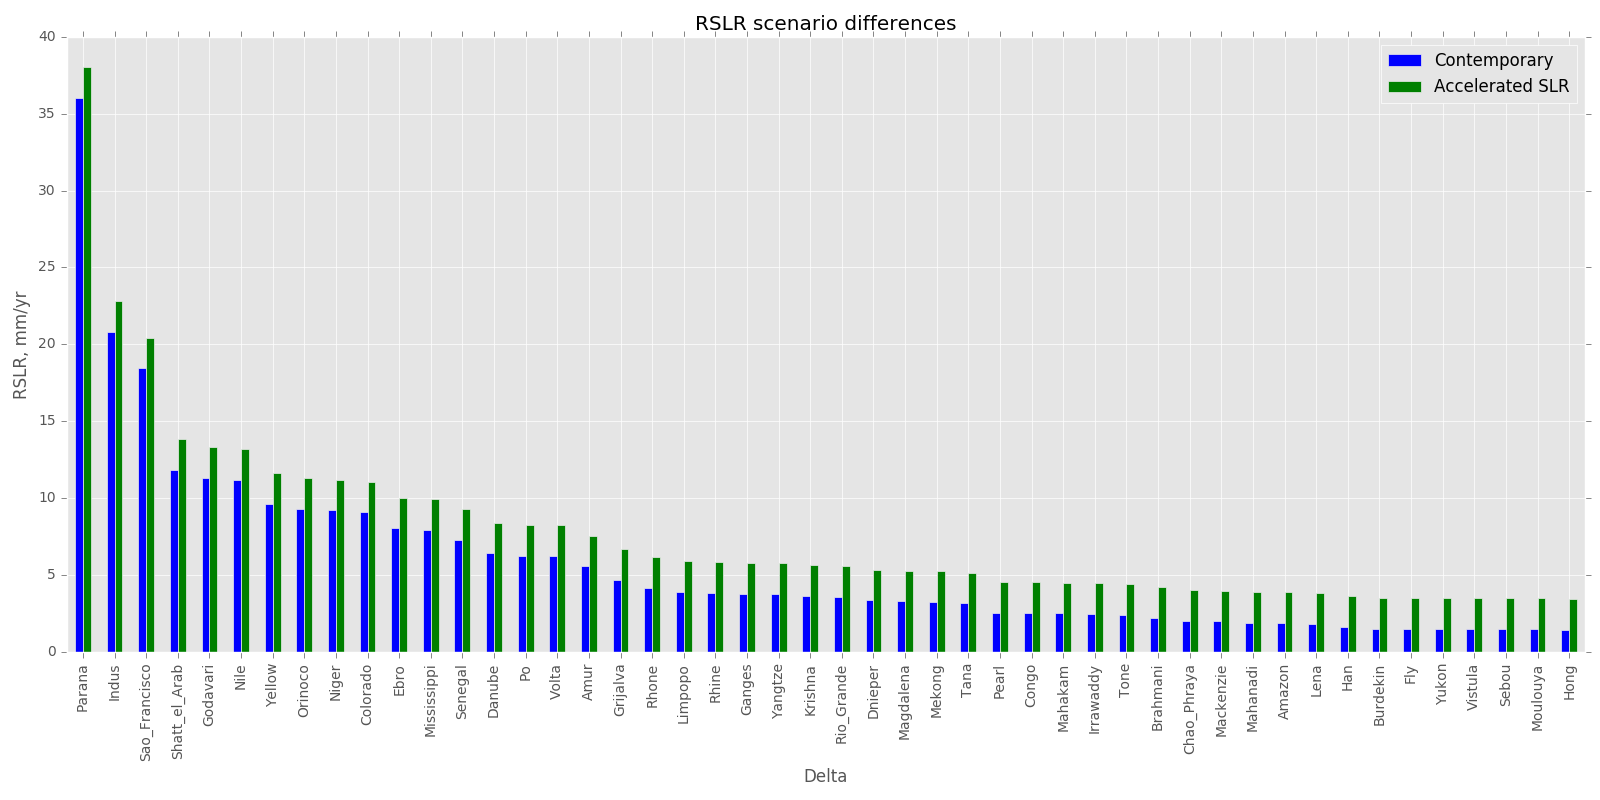 RSLR scenario differences
Contemporary
Accelerated SLR
RSLR, mm/yr
40
35
30
25
20
15
10
5
0
Parana
Indus
Sao_Francisco
Shatt_el_Arab
Godavari
Nile
Yellow
Orinoco
Niger
Colorado
Ebro
Mississippi
Senegal
Danube
Po
Volta
Amur
Grijalva
Rhone
Limpopo
Rhine
Ganges
Yangtze
Krishna
Rio_Grande
Dnieper
Magdalena
Mekong
Tana
Pearl
Congo
Mahakam
Irrawaddy
Tone
Brahmani
Chao_Phraya
Mackenzie
Mahanadi
Amazon
Lena
Han
Burdekin
Fly
Yukon
Vistula
Sebou
Moulouya
Hong
Delta